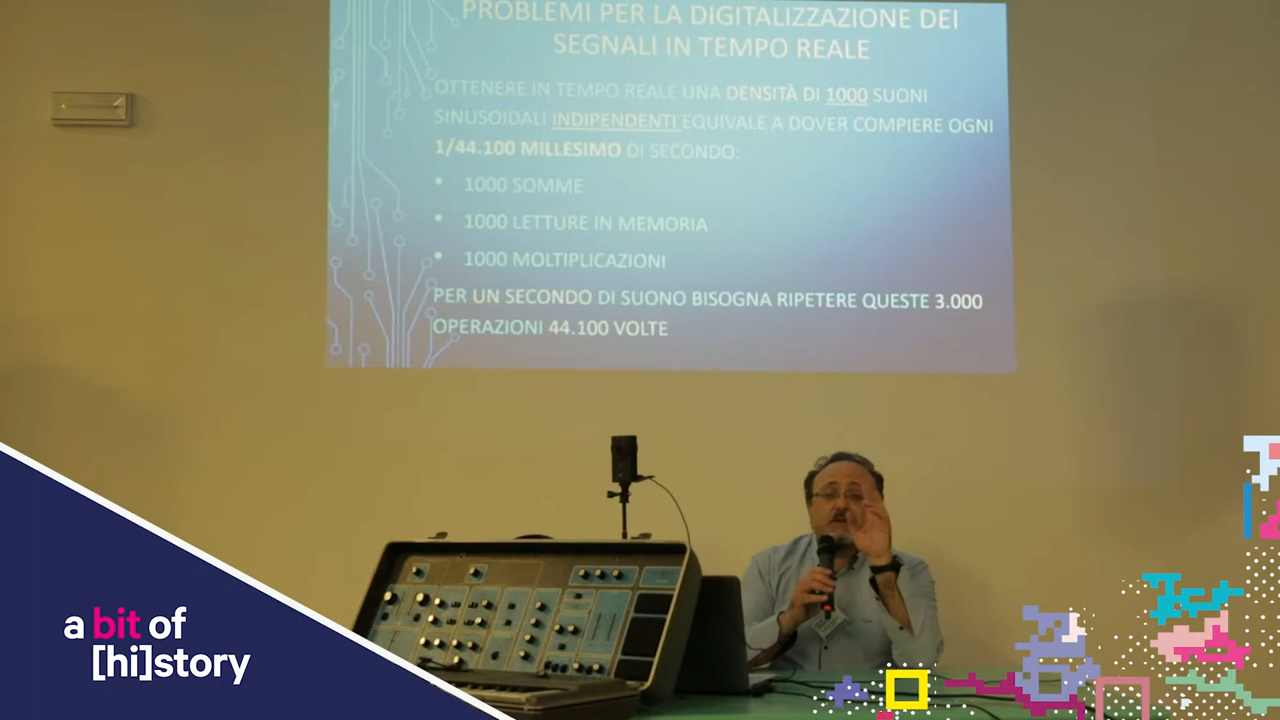 PROBLEMI PER LA DIGITALIZZAZIONE DEI
SEGNALI IN TEMPO REALE
OTTENERE IN TEMPO REALE UNA DENSITÀ DI 1000 SUONI
SINUSOIDALI INDIPENDENTI EQUIVALE A DOVER COMPIERE OGNI
1/44.100 MILLESIMO DI SECONDO:
• 1000 SOMME
• 1000 LETTURE IN MEMORIA
• 1000 MOLTIPLICAZIONI
PER UN SECONDO DI SUONO BISOGNA RIPETERE QUESTE 3.000
OPERAZIONI 44.100 VOLTE
a bit of
[hi]story